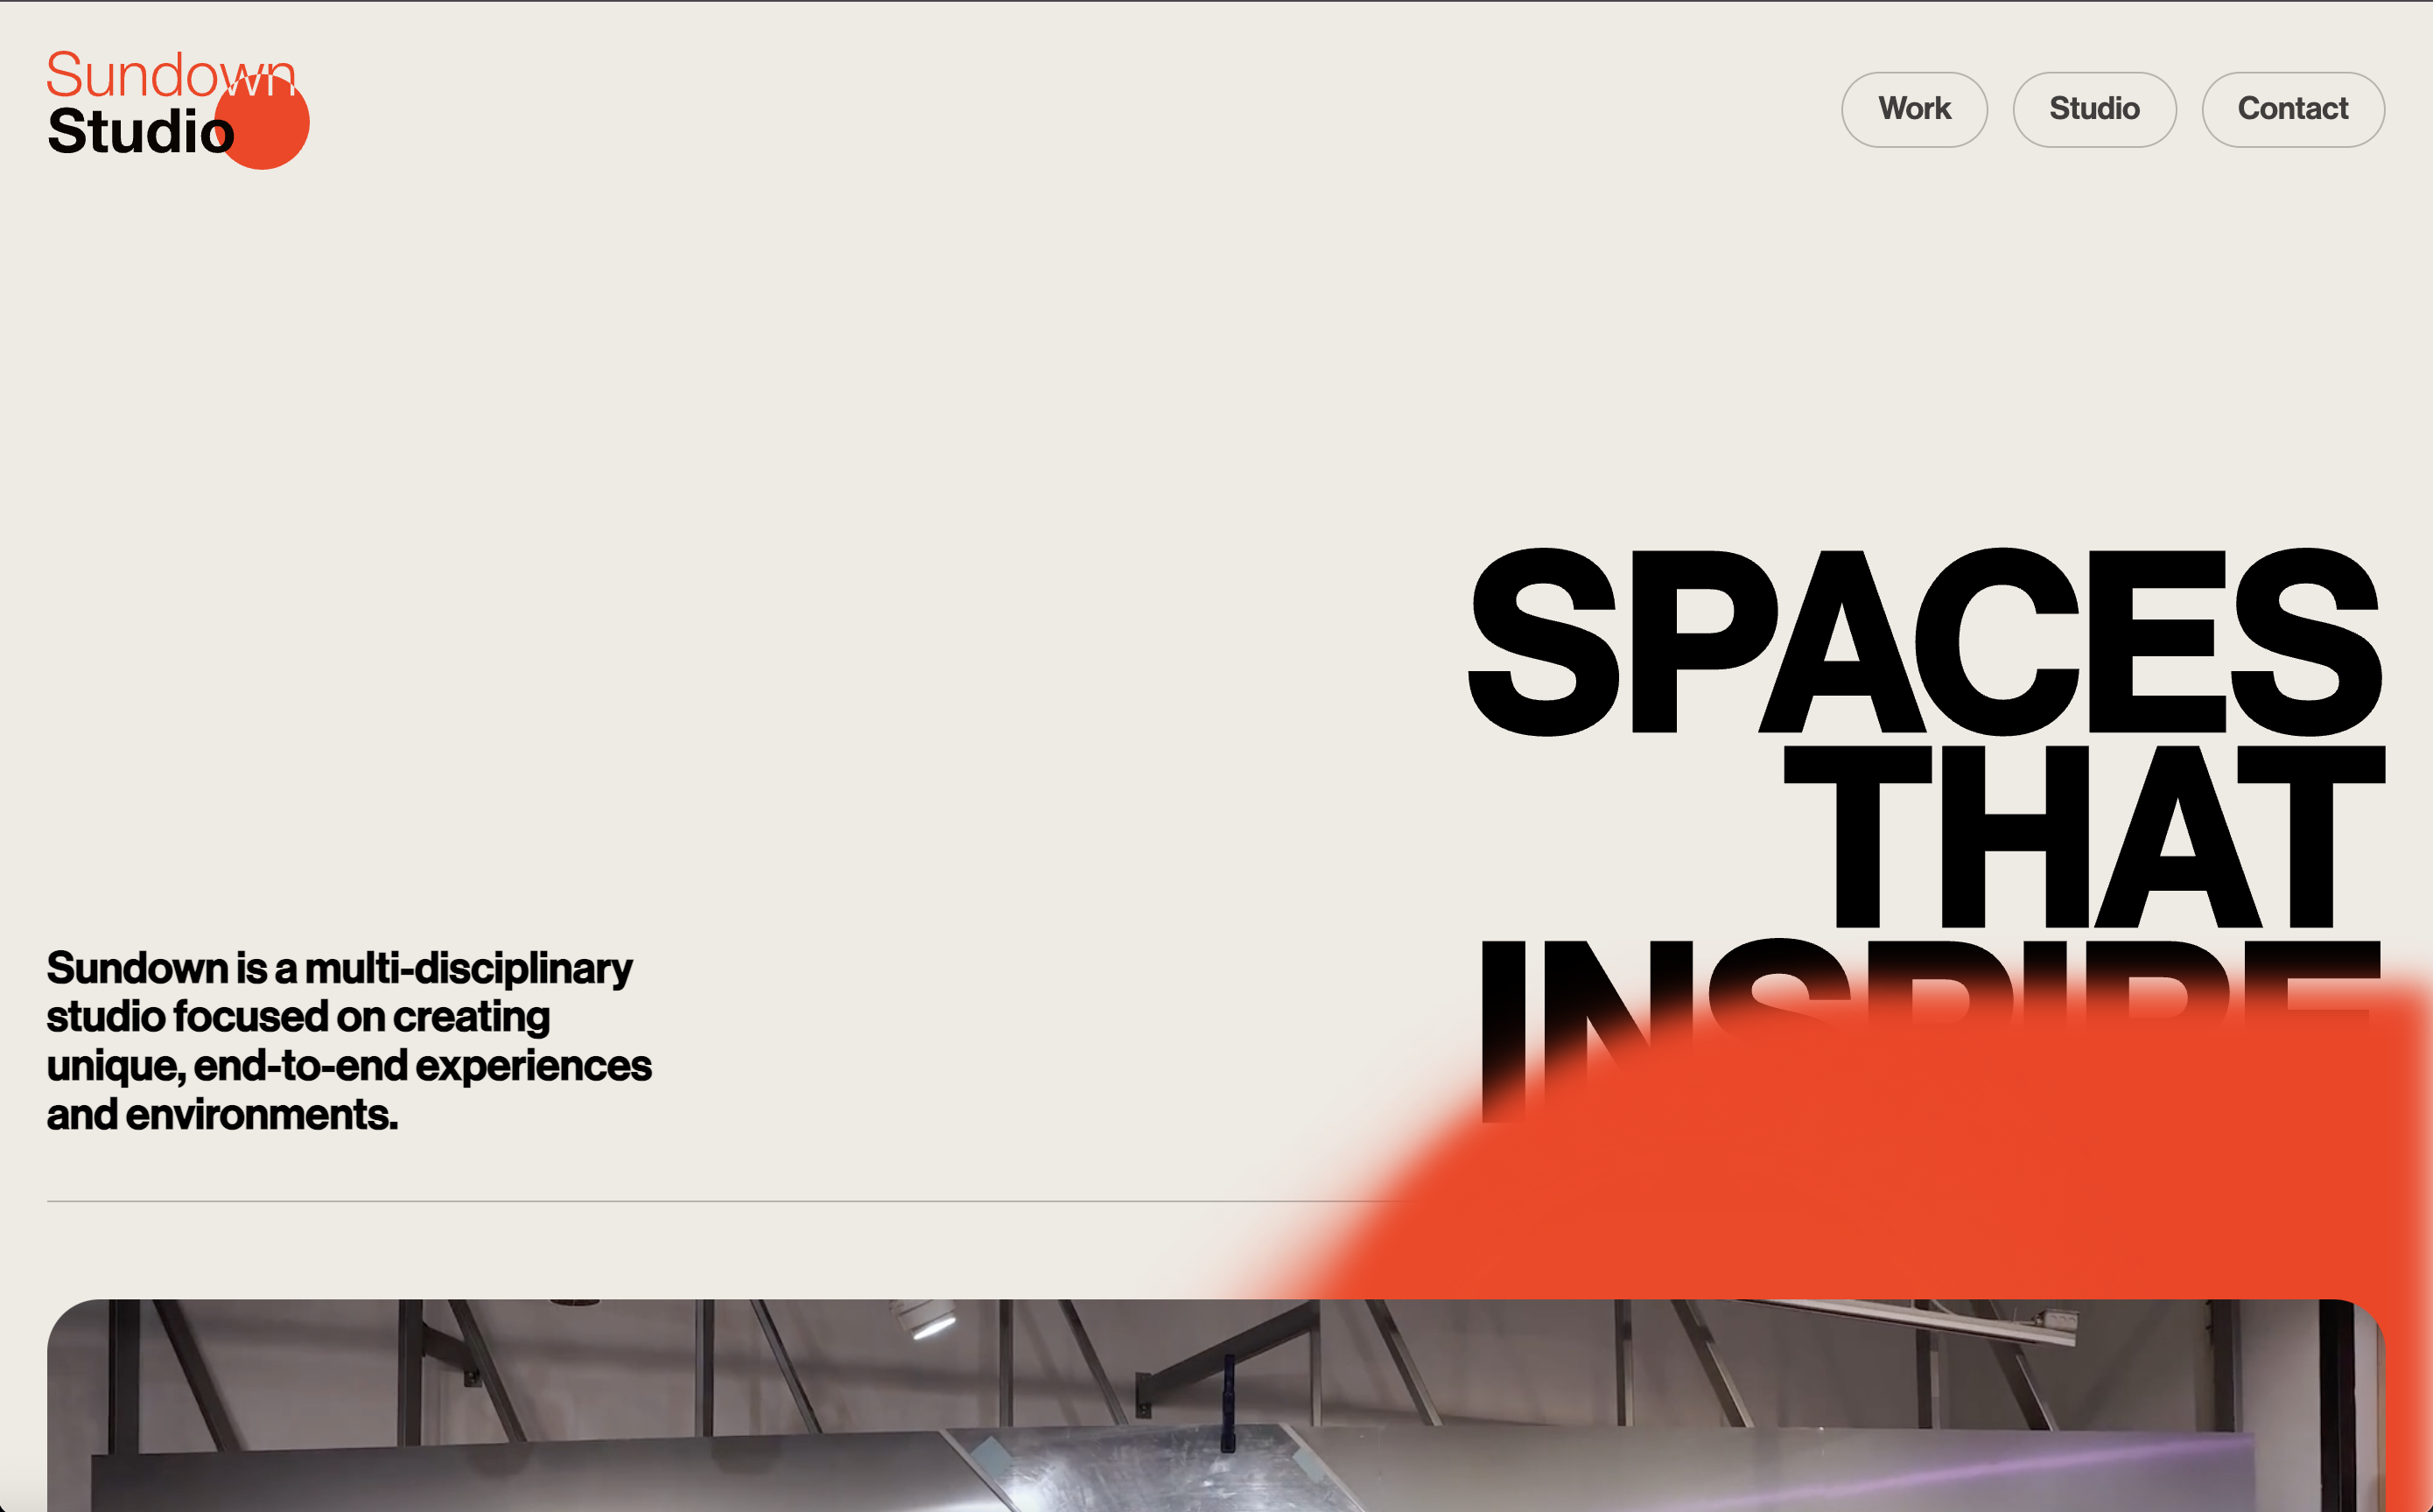 Sundown
Studio
Work
Studio
Contact
SPACES
THAT
INSPIRE
Sundown is a multi-disciplinary
studio focused on creating
unique, end-to-end experiences
and environments.